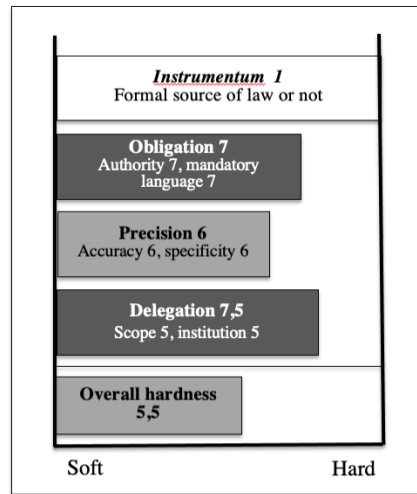 Instrumentum 1
Formal source of law or not
Obligation 7
Authority 7, mandatory
language 7
Precision 6
Accuracy 6, specificity 6
Delegation 7,5
Scope 5, institution 5
Overall hardness
5,5
Soft
Hard